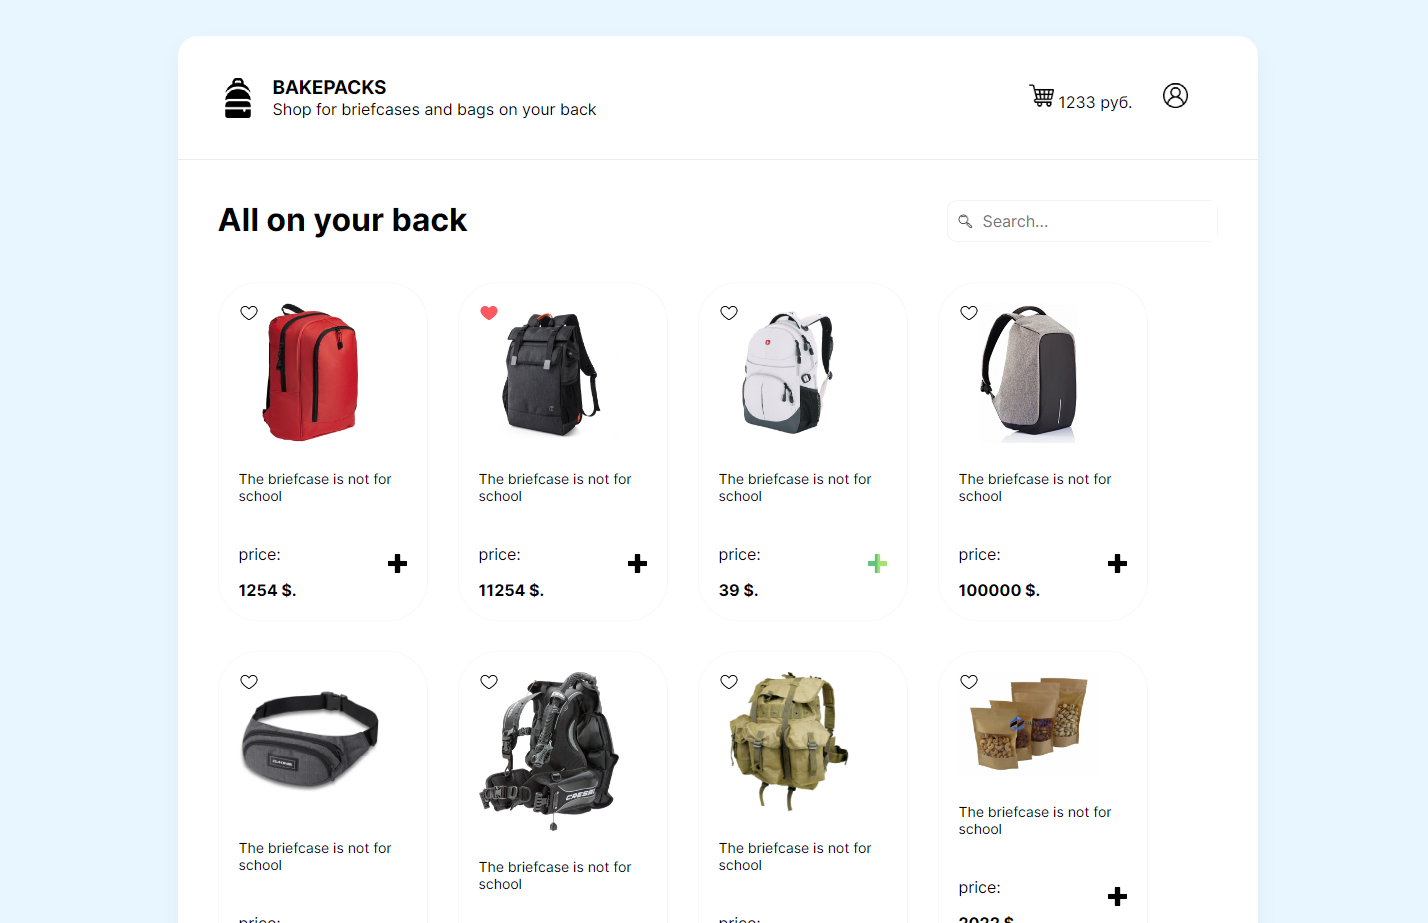 BAKEPACKS
Shop for briefcases and bags on your back
1233 руб.
All on your back
Search...
The briefcase is not for
school
price:
1254 $.
The briefcase is not for
school
price:
11254 $.
The briefcase is not for
school
price:
39 $.
The briefcase is not for
school
price:
100000 $.
The briefcase is not for
school
price:
CRESSI
The briefcase is not for
school
The briefcase is not for
school
price:
The briefcase is not for
school
price:
2022 $.